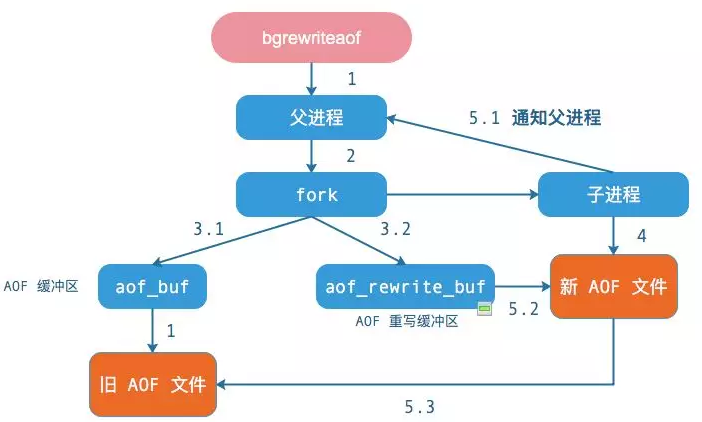 bgrewriteaof
1
父进程
5.1 通知父进程
2
fork
子进程
3.1
3.2
4
AOF 缓冲区
aof_buf
aof_rewrite_buf
新 AOF 文件
5.2
AOF 重写缓冲区
1
旧 AOF 文件
5.3